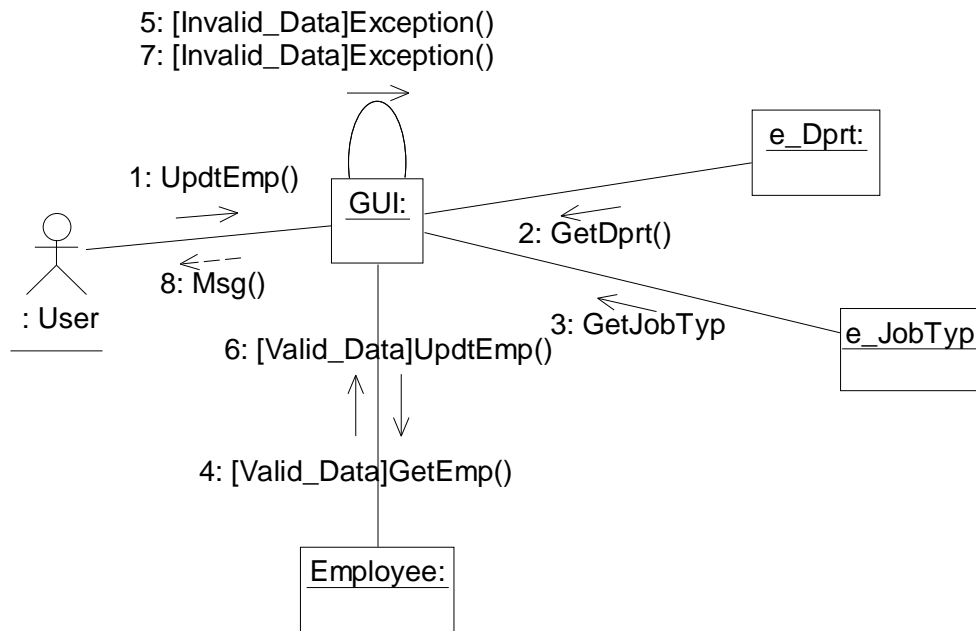 5: [Invalid_Data]Exception()
7: [Invalid_Data]Exception()
e_Dprt:
1: UpdtEmp()
GUI:
2: GetDprt()
8: Msg()
: User
3: GetJobTyp
e_JobTyp
6: [Valid_Data]UpdtEmp()
4: [Valid_Data]GetEmp()
Employee: